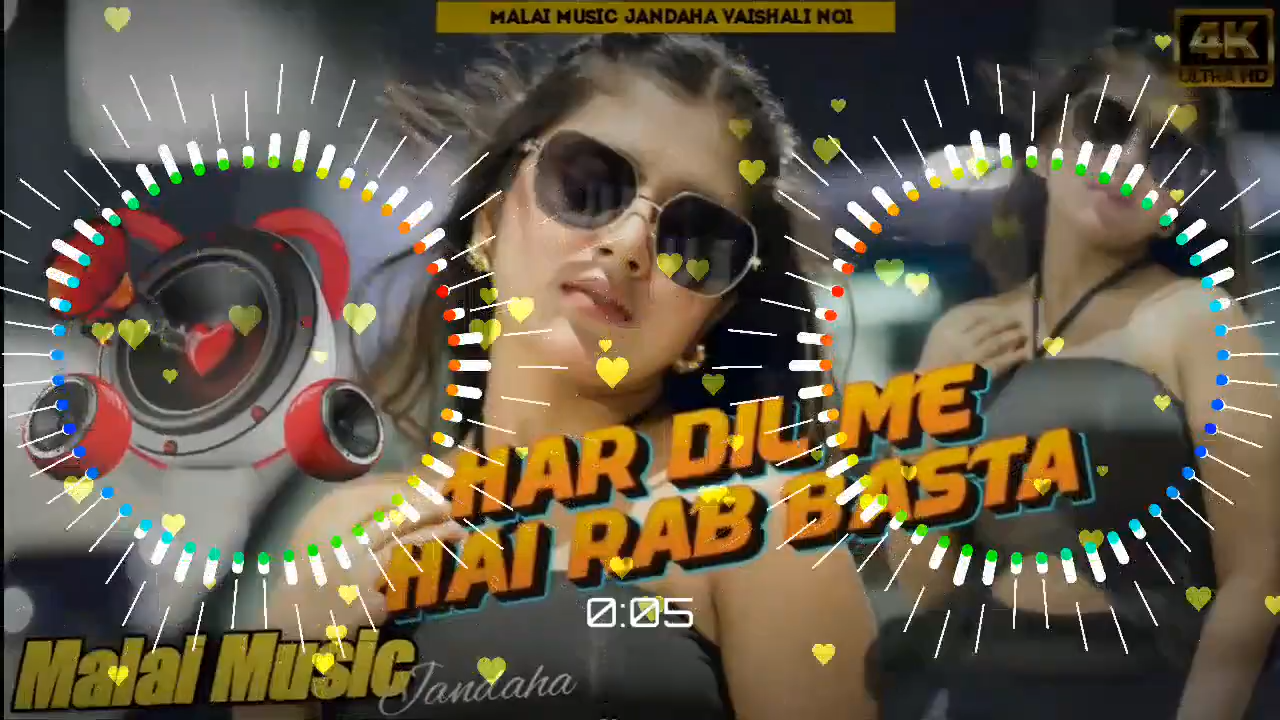 MALAI MUSIC JANDAHA VAISHALI NO1
4K
ULTRA HD
HAR DIL ME
HAI RAB BASTA
0:05
Malai Music
Jandaha